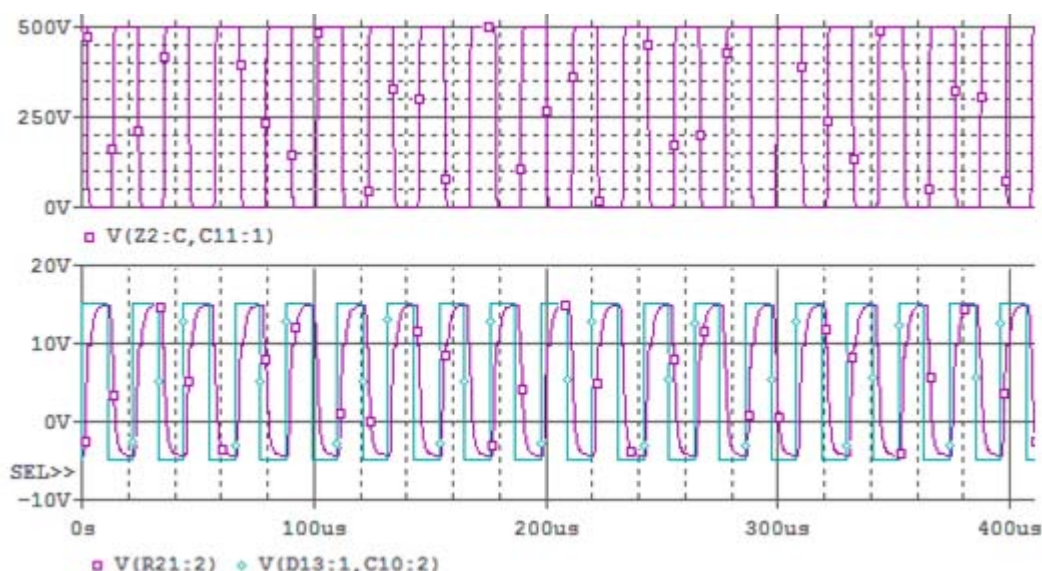 500V
250V
0V
V(Z2:C,C11:1)
20V
10V
0V
SEL>>
-10V
0s 100us 200us 300us 400us
V(R21:2) V(D13:1,C10:2)